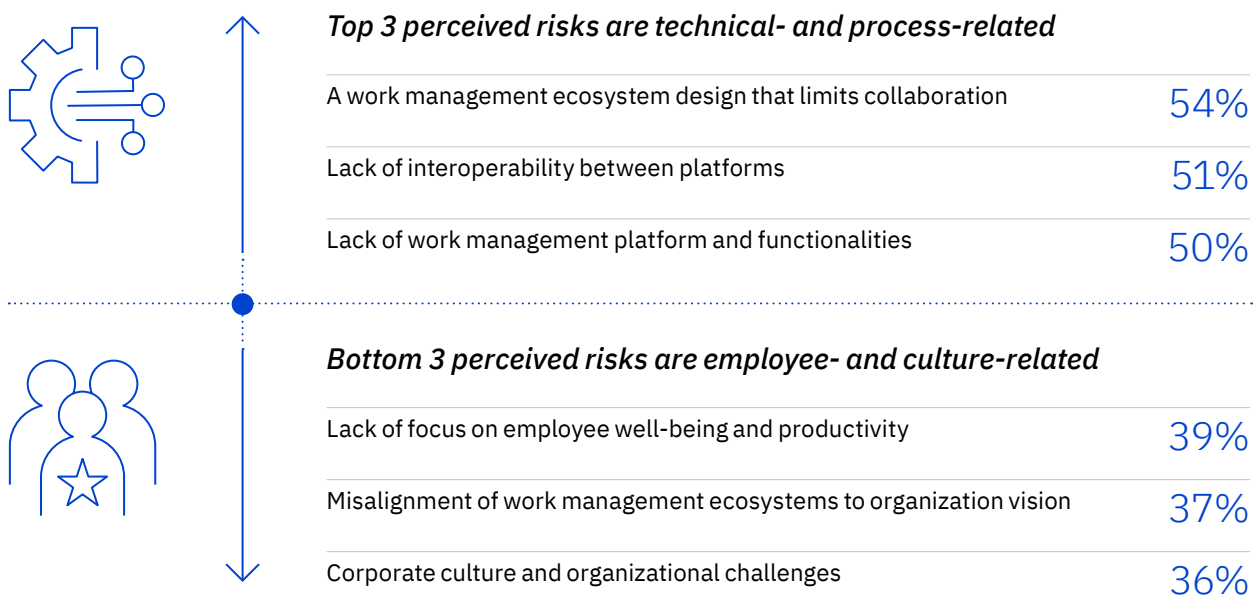 Top 3 perceived risks are technical- and process-related
A work management ecosystem design that limits collaboration 54%
Lack of interoperability between platforms 51%
Lack of work management platform and functionalities 50%
Bottom 3 perceived risks are employee- and culture-related
Lack of focus on employee well-being and productivity 39%
Misalignment of work management ecosystems to organization vision 37%
Corporate culture and organizational challenges 36%